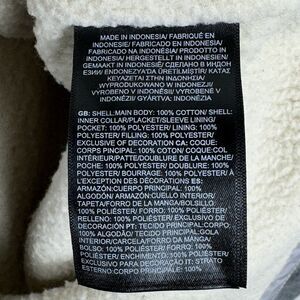 MADE IN INDONESIA/ FABRIQUÉ EN
INDONESIE/ FABRICADO EN INDONESIA/
FABRICADO NA INDONÉSIA/ PRODOTTO IN
INDONESIA/ HERGESTELLT IN INDONESIEN/
GEMAAKT IN INDONESIË/ СДЕЛАНО В ИНДОН
ЕЗИИ/ ENDONEZYA'DA ÜRETİLMİŞTİR/ ΚΑΤΑΣ
ΚΕΥΑΖΕΤΑΙ ΣΤΗΝ ΙΝΔΟΝΗΣΙΑ/
WYPRODUKOWANO W INDONEZJI/
VYROBENO V INDONÉSII/ VYROBENÉ V
INDONÉZII/ GYÁRTVA: INDONÉZIA
GB: SHELL:MAIN BODY: 100% COTTON/ SHELL:
INNER COLLAR/PLACKET/SLEEVE LINING/
POCKET: 100% POLYESTER/ LINING: 100%
POLYESTER/ FILLING: 100% POLYESTER/
EXCLUSIVE OF DECORATION CA: COQUE:
CORPS PINCIPAL: 100% COTON/ COQUE:COL
INTÉRIEUR/PATTE/DOUBLURE DE LA MANCHE/
POCHE: 100% POLYESTER/ DOUBLURE: 100%
POLYESTER/ BOURRAGE: 100% POLYESTER/ À
L'EXCEPTION DES DÉCORATIONS ES:
ARMAZÓN:CUERPO PRINCIPAL: 100%
ALGODÓN/ ARMAZÓN:CUELLO INTERIOR/
TAPETA/FORRO DE LA MANGA/BOLSILLO:
100% POLIÉSTER/ FORRO: 100% POLIÉSTER/
RELLENO: 100% POLIÉSTER/ EXCLUSIVO DE
DECORACIÓN PT: TECIDO: CORPO PRINCIPAL:
100% ALGODÃO/ TECIDO:GOLA
INTERIOR/CARCELA/FORRO DA MANGA/
BOLSO: 100% POLIÉSTER/ FORRO: 100%
POLIÉSTER/ ENCHIMENTO: 100% POLIÉSTER/
EXCLUSIVO PARA DECORAÇÃO IT: STRATO
ESTERNO:CORPO PRINCIPALE: 100%